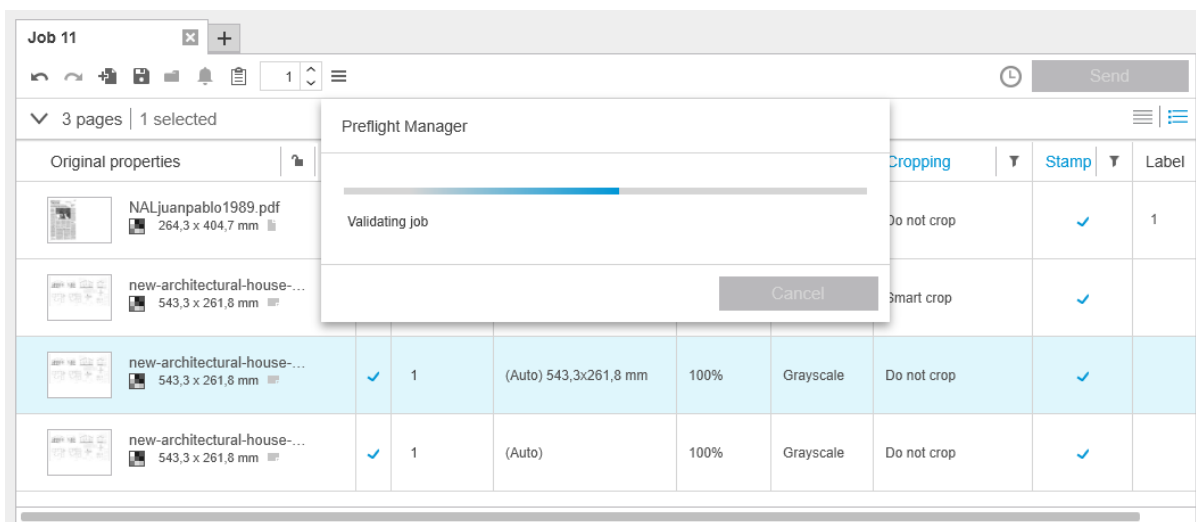 Job 11
1
Send
3 pages 1 selected
Preflight Manager
Original properties
Cropping
Stamp
Label
NALjuanpablo1989.pdf
264,3 x 404,7 mm
Validating job
Do not crop
1
new-architectural-house-...
543,3 x 261,8 mm
Cancel
Smart crop
new-architectural-house-...
543,3 x 261,8 mm
1
(Auto) 543,3x261,8 mm
100%
Grayscale
Do not crop
new-architectural-house-...
543,3 x 261,8 mm
1
(Auto)
100%
Grayscale
Do not crop